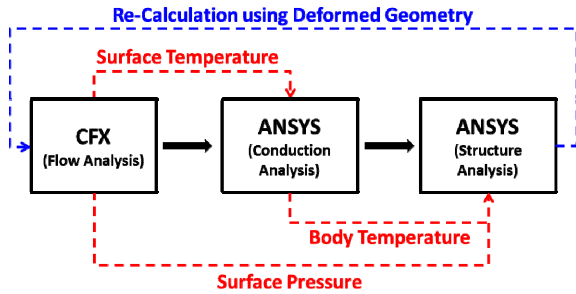 Re-Calculation using Deformed Geometry
Surface Temperature
CFX
(Flow Analysis)
ANSYS
(Conduction
Analysis)
ANSYS
(Structure
Analysis)
Body Temperature
Surface Pressure